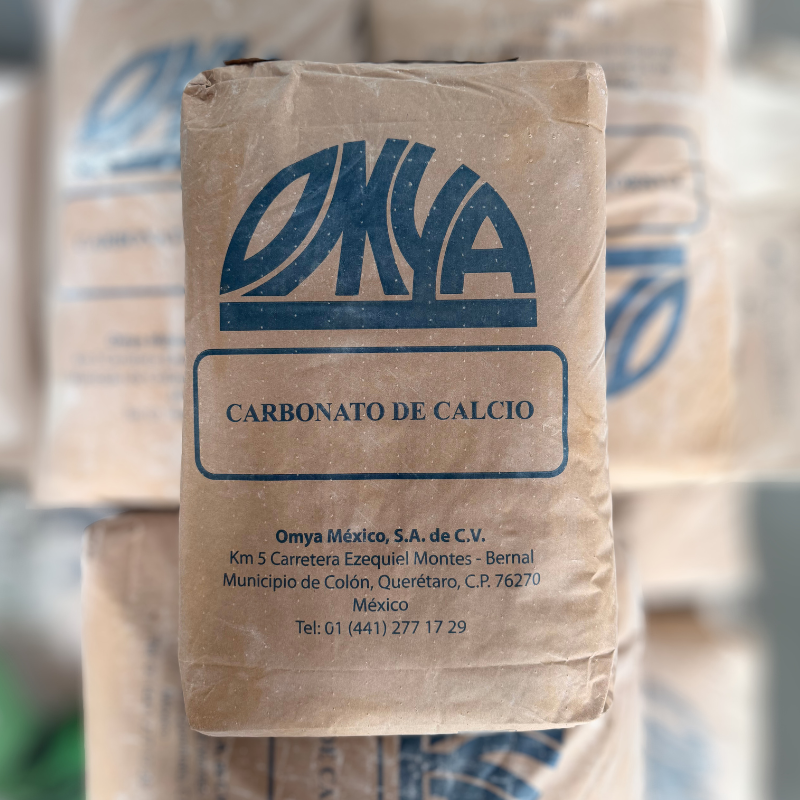 OMYA
CARBONATO DE CALCIO
Omya México, S.A. de C.V.
Km 5 Carretera Ezequiel Montes - Bernal
Municipio de Colón, Querétaro, C.P. 76270
México
Tel: 01 (441) 277 17 29